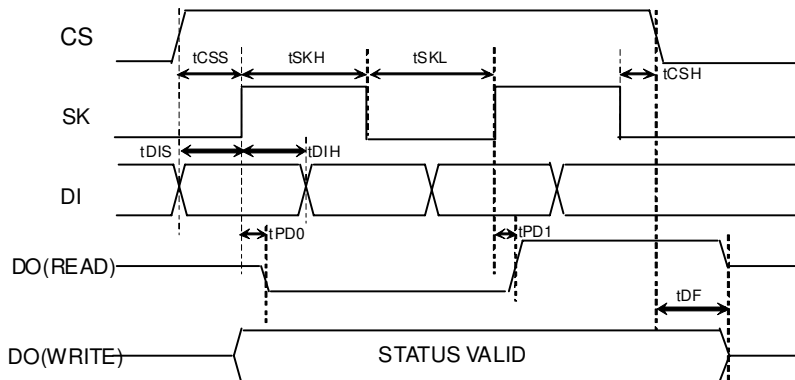 CS
tCSS tSKH tSKL tCSH
SK
tDIS tDIH
DI
tPD0 tPD1
DO(READ)
tDF
DO(WRITE) STATUS VALID